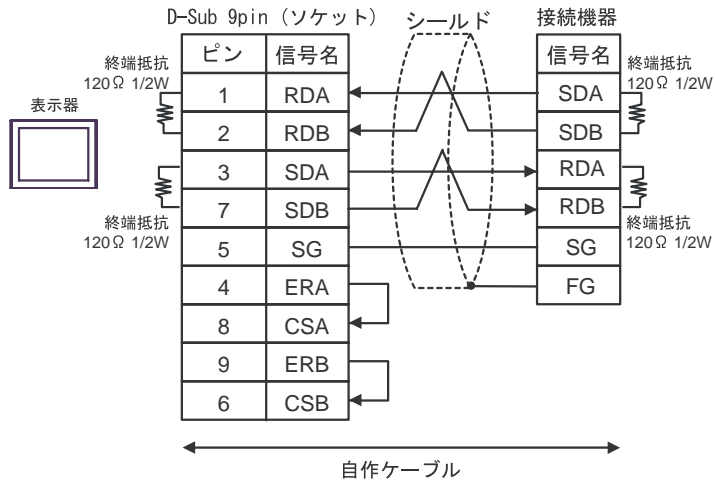 D-Sub 9pin (ソケット) シールド 接続機器
ピン 信号名 信号名
終端抵抗
120Ω 1/2W
終端抵抗
120Ω 1/2W
表示器
1 RDA SDA
2 RDB SDB
3 SDA RDA
7 SDB RDB
終端抵抗
120Ω 1/2W
終端抵抗
120Ω 1/2W
5 SG SG
4 ERA FG
8 CSA
9 ERB
6 CSB
自作ケーブル